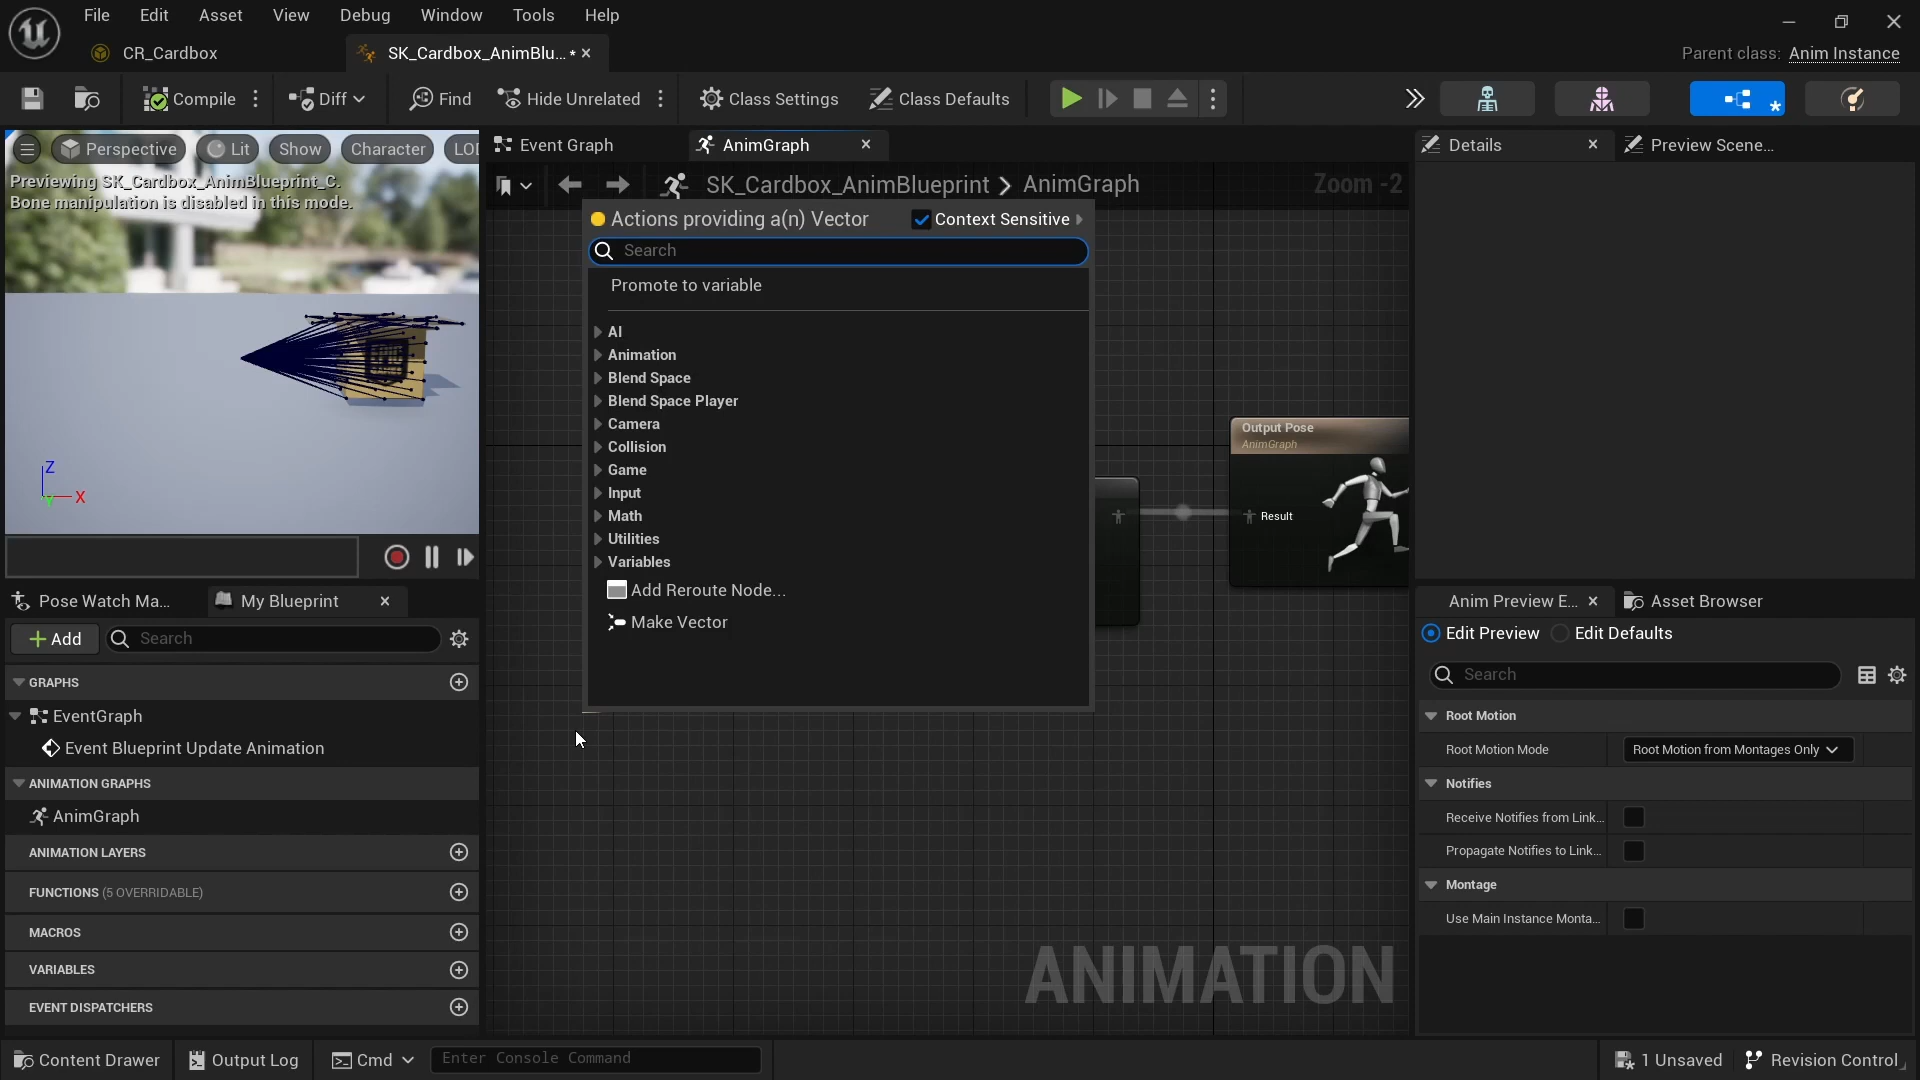 File Edit Asset View Debug Window Tools Help
CR_Cardbox SK_Cardbox_AnimBlu... * Parent class: Anim Instance
Compile Diff Find Hide Unrelated Class Settings Class Defaults
Perspective Lit Show Character LOD
Previewing SK_Cardbox_AnimBlueprint_C.
Bone manipulation is disabled in this mode.
Z
X
Y
Event Graph AnimGraph
SK_Cardbox_AnimBlueprint > AnimGraph Zoom -2
Actions providing a(n) Vector Context Sensitive
Search
Promote to variable
AI
Animation
Blend Space
Blend Space Player
Camera
Collision
Game
Input
Math
Utilities
Variables
Add Reroute Node...
Make Vector
Output Pose
AnimGraph
Result
ANIMATION
Details Preview Scene...
Pose Watch Ma... My Blueprint
Add Search
GRAPHS
EventGraph
Event Blueprint Update Animation
ANIMATION GRAPHS
AnimGraph
ANIMATION LAYERS
FUNCTIONS (5 OVERRIDABLE)
MACROS
VARIABLES
EVENT DISPATCHERS
Anim Preview E... Asset Browser
Edit Preview Edit Defaults
Search
Root Motion
Root Motion Mode Root Motion from Montages Only
Notifies
Receive Notifies from Link...
Propagate Notifies to Link...
Montage
Use Main Instance Monta...
Content Drawer Output Log Cmd Enter Console Command 1 Unsaved Revision Control